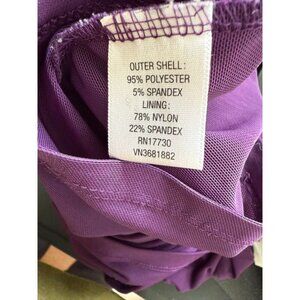 OUTER SHELL:
95% POLYESTER
5% SPANDEX
LINING:
78% NYLON
22% SPANDEX
RN17730
VN3681882